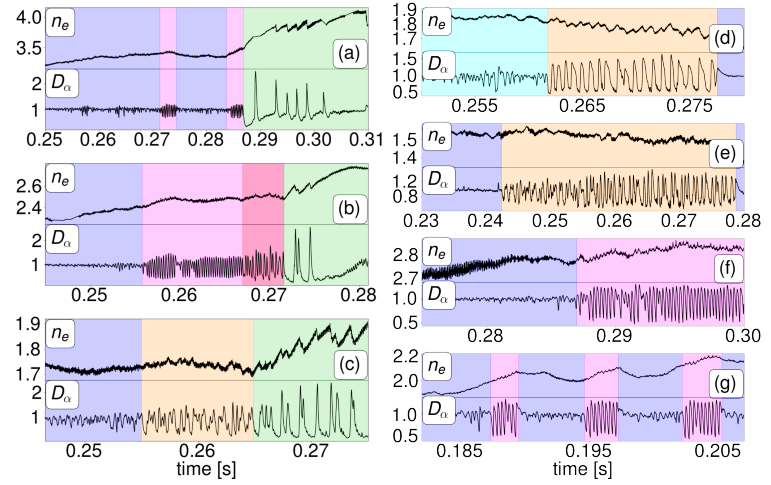 4.0
3.5
n_e
(a)
2
1
D_α
0.25 0.26 0.27 0.28 0.29 0.30 0.31
2.6
2.4
n_e
(b)
2
1
D_α
0.25 0.26 0.27 0.28
1.9
1.8
1.7
n_e
(c)
1
D_α
0.25 0.26 0.27
time [s]
1.9
1.8
1.7
n_e
(d)
1.5
1.0
0.5
D_α
0.255 0.265 0.275
1.5
1.4
n_e
(e)
1.2
0.8
D_α
0.23 0.24 0.25 0.26 0.27 0.28
2.8
2.7
n_e
(f)
1.0
0.5
D_α
0.28 0.29 0.30
2.2
2.0
n_e
(g)
1.0
0.5
D_α
0.185 0.195 0.205
time [s]